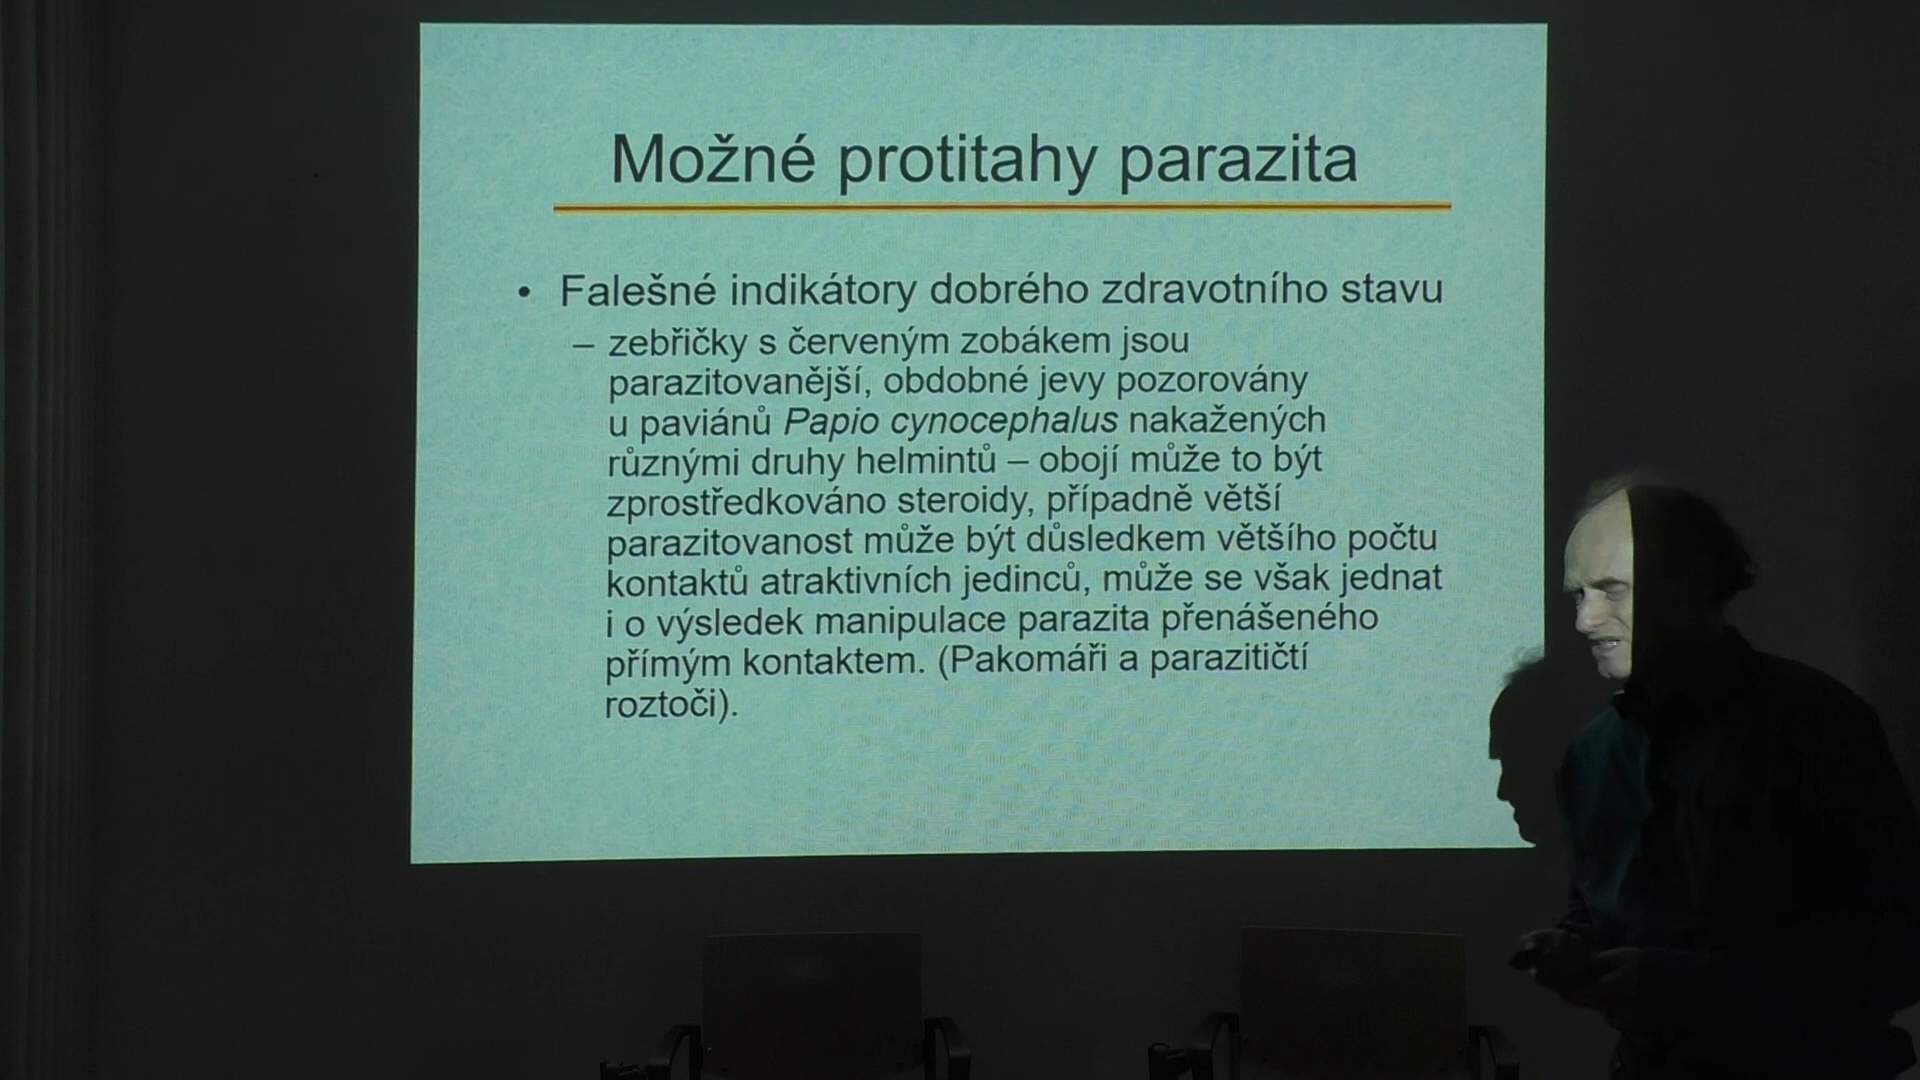 Možné protitahy parazita
• Falešné indikátory dobrého zdravotního stavu
– zebřičky s červeným zobákem jsou
parazitovanější, obdobné jevy pozorovány
u paviánů Papio cynocephalus nakažených
různými druhy helmintů – obojí může to být
zprostředkováno steroidy, případně větší
parazitovanost může být důsledkem většího počtu
kontaktů atraktivních jedinců, může se však jednat
i o výsledek manipulace parazita přenášeného
přímým kontaktem. (Pakomáři a parazitičtí
roztoči).